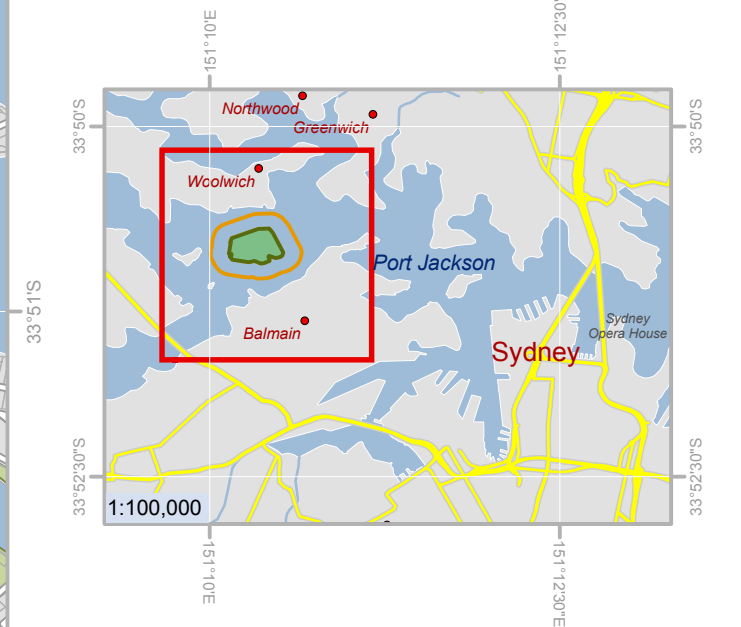 151°10'E
151°12'30"
33°50'S
33°50'S
Northwood
Greenwich
Woolwich
Port Jackson
33°51'S
Sydney
Opera House
Balmain
Sydney
33°52'30"S
33°52'30"S
1:100,000
151°10'E
151°12'30"E